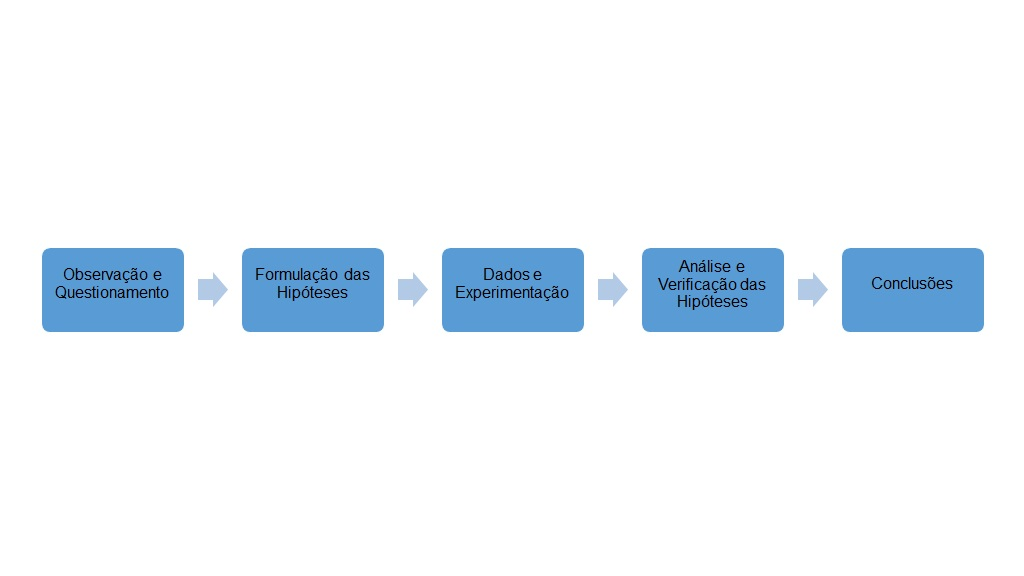 Observação e
Questionamento
Formulação das
Hipóteses
Dados e
Experimentação
Análise e
Verificação das
Hipóteses
Conclusões